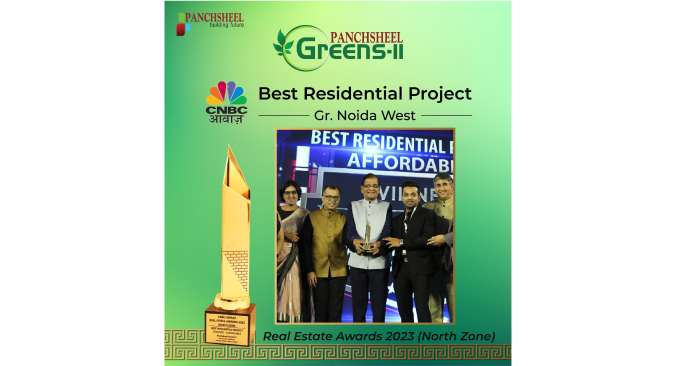 PANCHSHEEL
building future
PANCHSHEEL
Greens-II
CNBC
आवाज़
Best Residential Project
Gr. Noida West
BEST RESIDENTIAL
AFFORDAB
Real Estate Awards 2023 (North Zone)